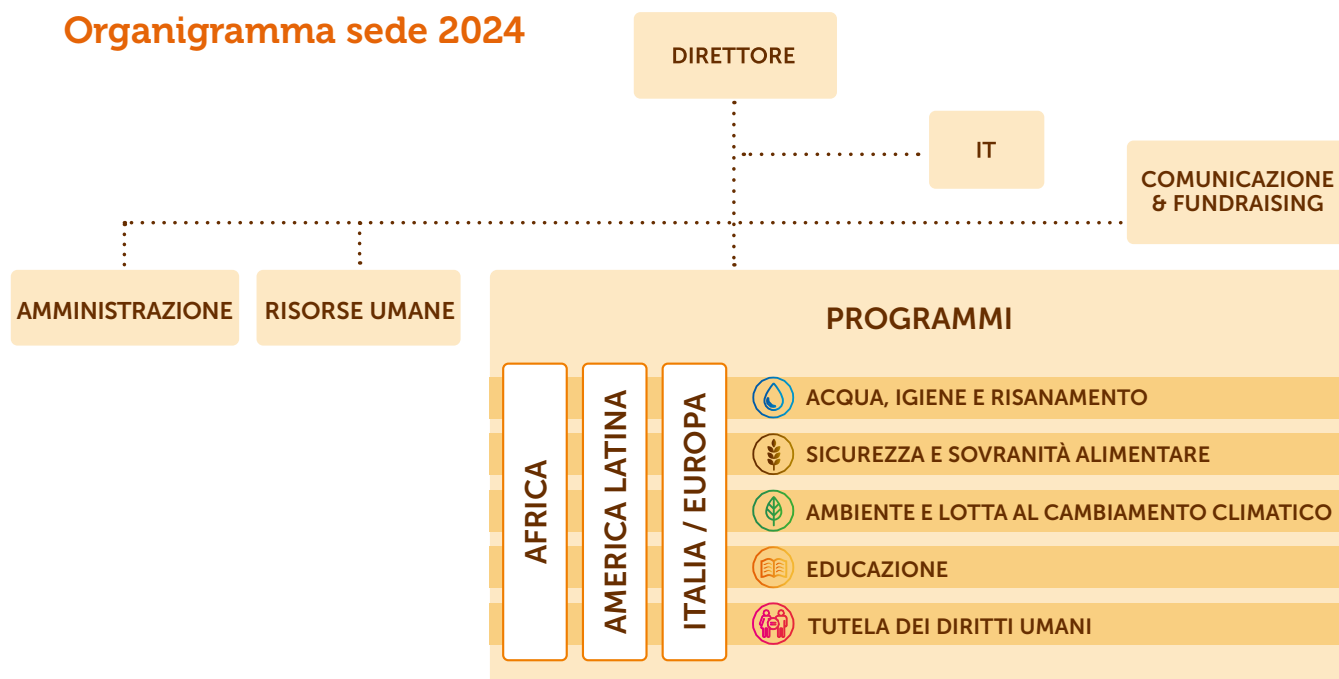 Organigramma sede 2024
DIRETTORE
IT
COMUNICAZIONE
& FUNDRAISING
AMMINISTRAZIONE
RISORSE UMANE
PROGRAMMI
AFRICA
AMERICA LATINA
ITALIA / EUROPA
ACQUA, IGIENE E RISANAMENTO
SICUREZZA E SOVRANITÀ ALIMENTARE
AMBIENTE E LOTTA AL CAMBIAMENTO CLIMATICO
EDUCAZIONE
TUTELA DEI DIRITTI UMANI